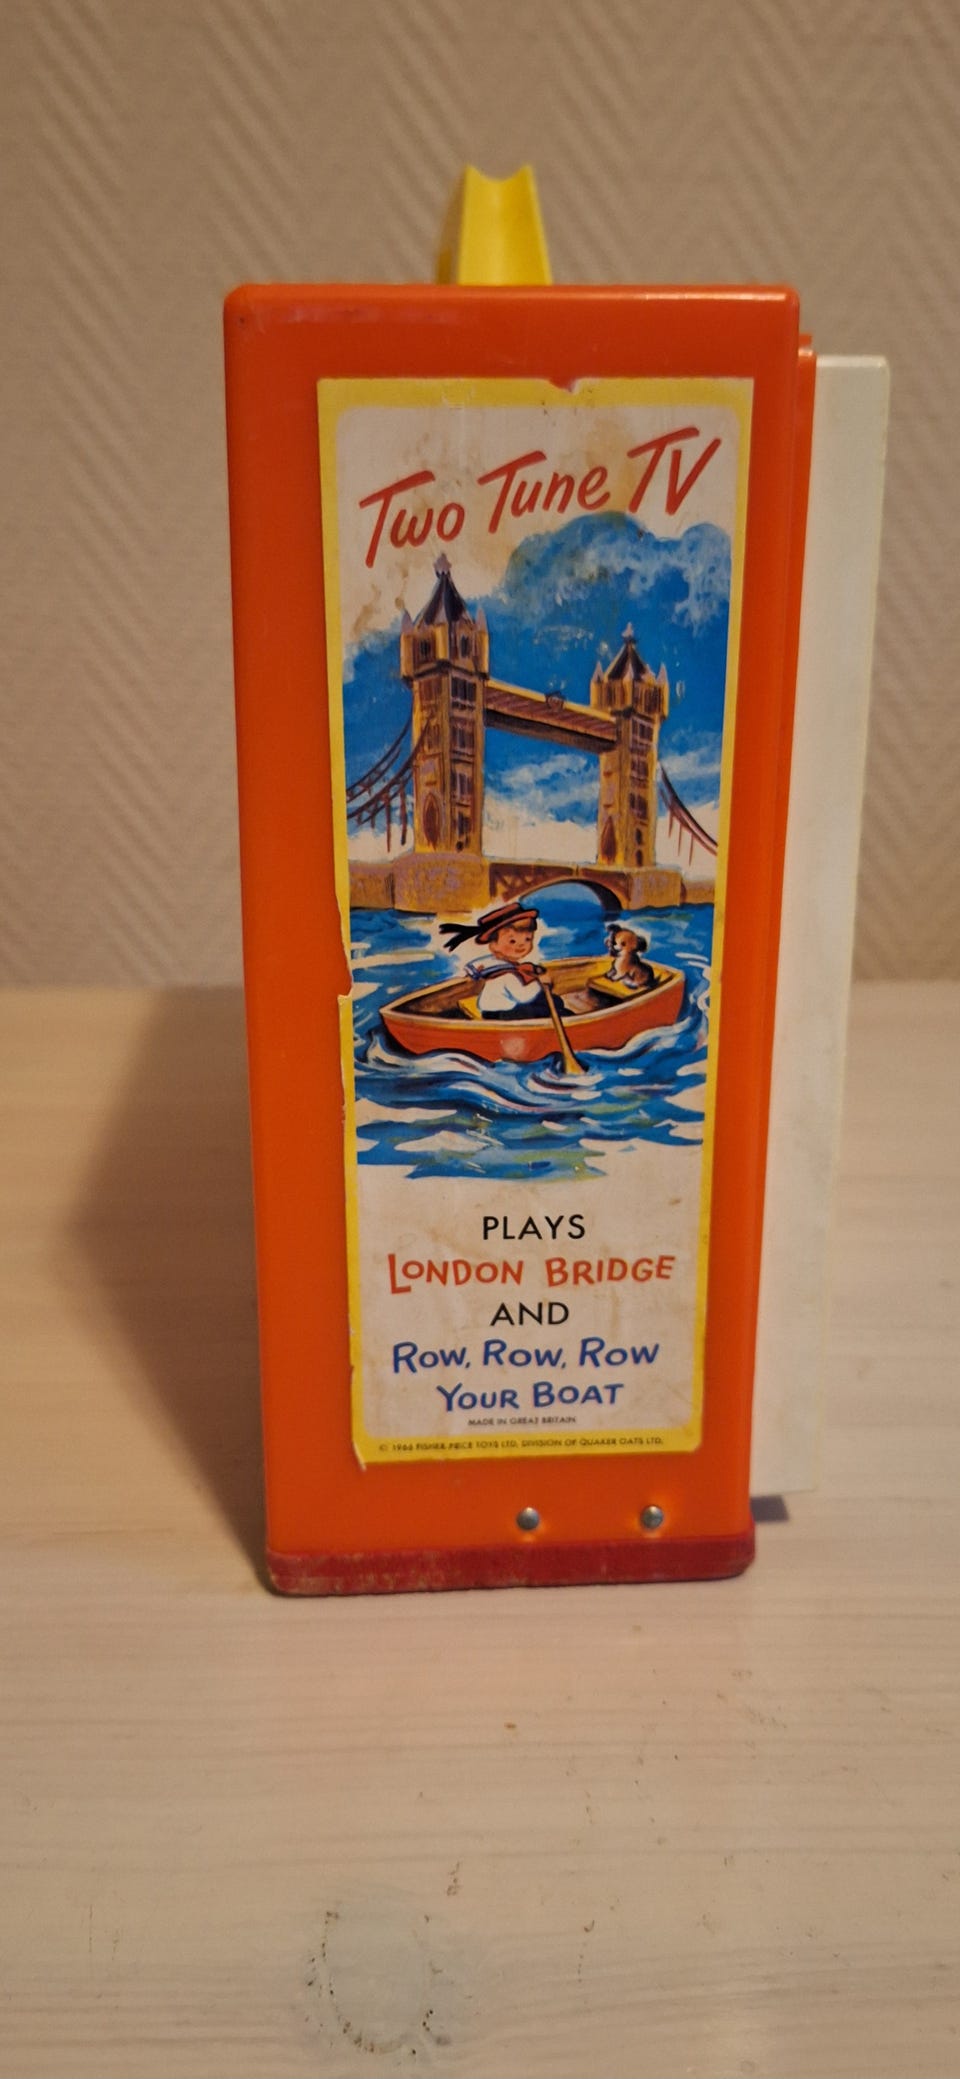 Two Tune TV
PLAYS
LONDON BRIDGE
AND
ROW, ROW, ROW
YOUR BOAT
MADE IN GREAT BRITAIN
© 1966 FISHER PRICE TOYS LTD. DIVISION OF QUAKER OATS LTD.